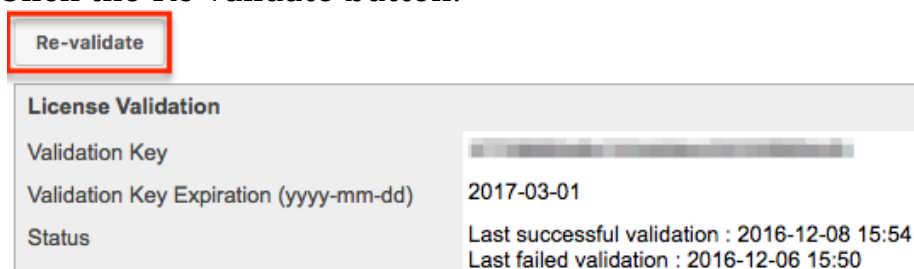 Re-validate
License Validation
Validation Key
Validation Key Expiration (yyyy-mm-dd) 2017-03-01
Status Last successful validation : 2016-12-08 15:54
Last failed validation : 2016-12-06 15:50